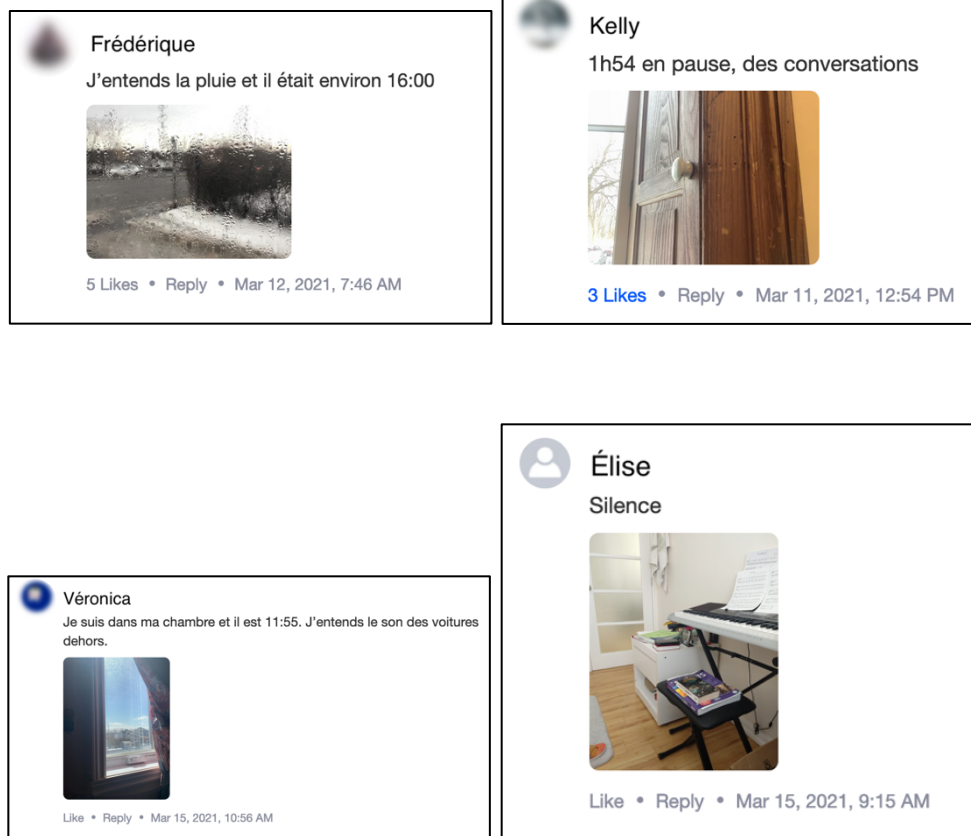 Frédérique
J’entends la pluie et il était environ 16:00
5 Likes • Reply • Mar 12, 2021, 7:46 AM
Kelly
1h54 en pause, des conversations
3 Likes • Reply • Mar 11, 2021, 12:54 PM
Véronica
Je suis dans ma chambre et il est 11:55. J’entends le son des voitures
dehors.
Like • Reply • Mar 15, 2021, 10:56 AM
Élise
Silence
Like • Reply • Mar 15, 2021, 9:15 AM